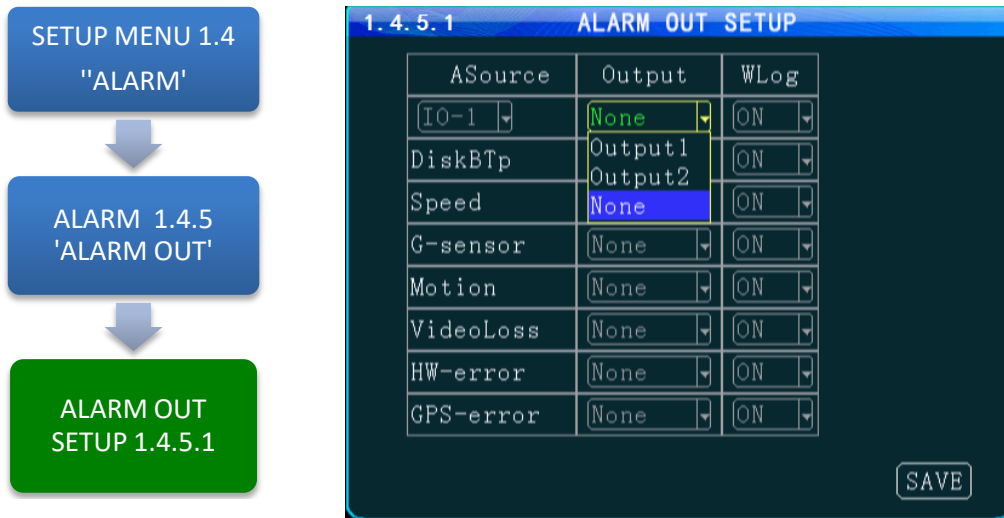 SETUP MENU 1.4
''ALARM'
ALARM 1.4.5
'ALARM OUT'
ALARM OUT
SETUP 1.4.5.1
1.4.5.1 ALARM OUT SETUP
ASource Output WLog
IO-1 None ON
DiskBTp Output1 ON
Output2
Speed None ON
G-sensor None ON
Motion None ON
VideoLoss None ON
HW-error None ON
GPS-error None ON
SAVE